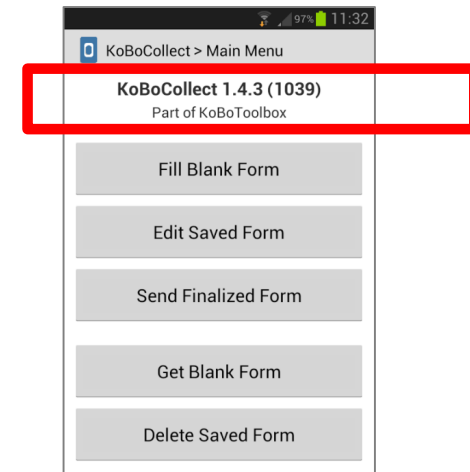 97% 11:32
KoBoCollect > Main Menu
KoBoCollect 1.4.3 (1039)
Part of KoBoToolbox
Fill Blank Form
Edit Saved Form
Send Finalized Form
Get Blank Form
Delete Saved Form